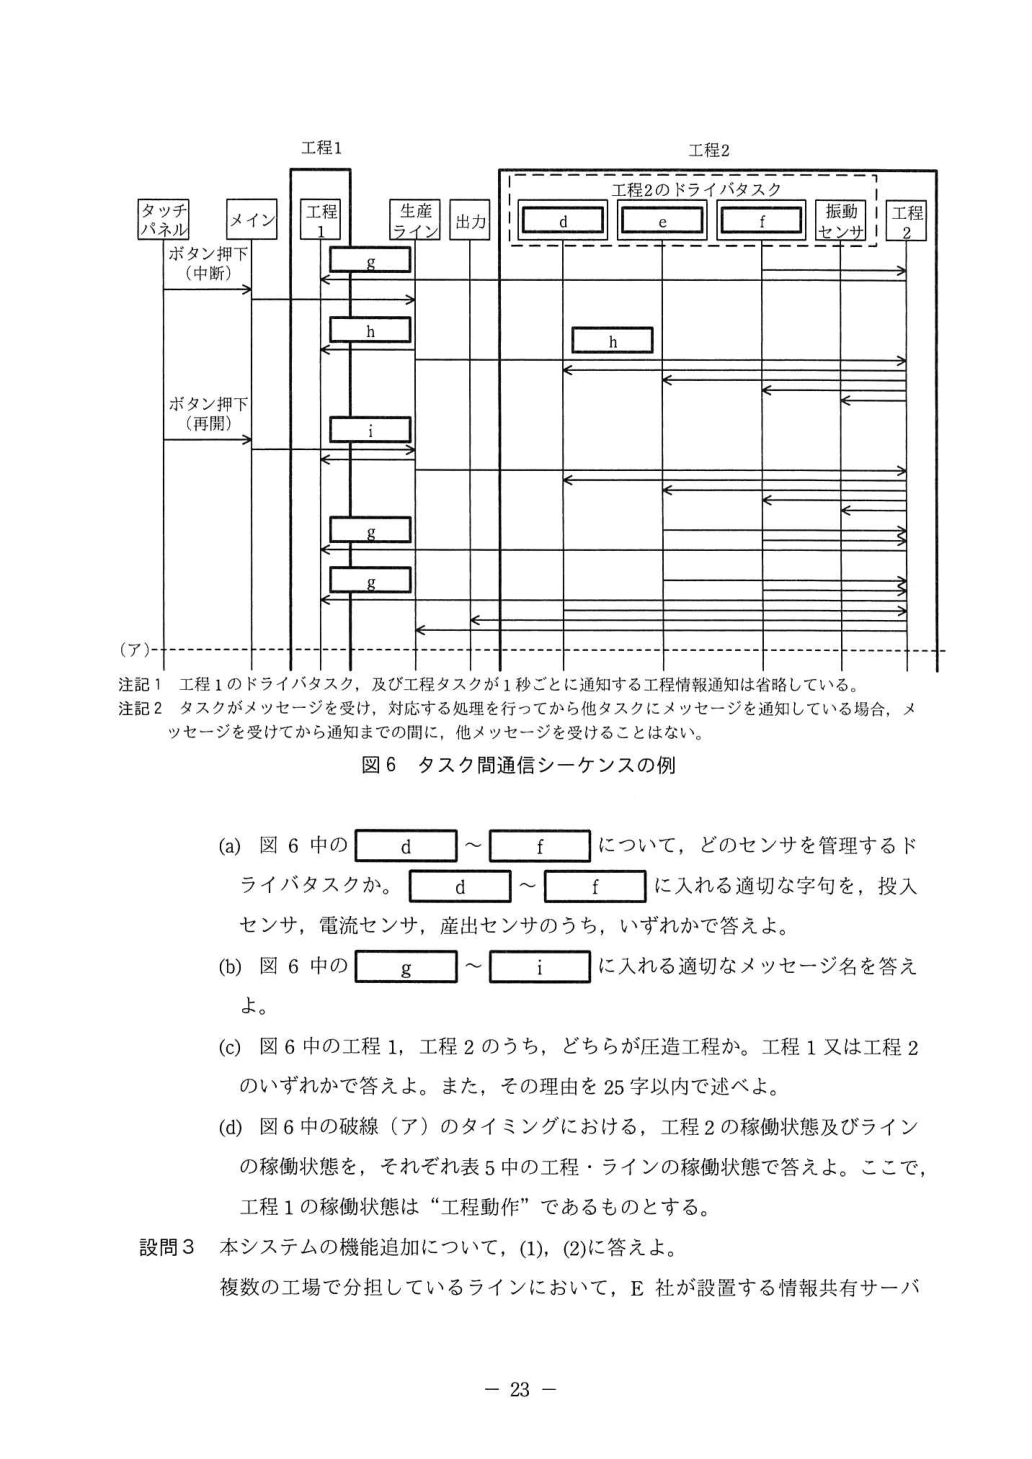 工程1
工程2
工程2のドライバタスク
タッチ
パネル
メイン
工程
1
生産
ライン
出力
d
e
f
振動
センサ
工程
2
ボタン押下
（中断）
g
h
h
ボタン押下
（再開）
i
g
g
（ア）
注記1　工程1のドライバタスク，及び工程タスクが1秒ごとに通知する工程情報通知は省略している。
注記2　タスクがメッセージを受け，対応する処理を行ってから他タスクにメッセージを通知している場合，メ
ッセージを受けてから通知までの間に，他メッセージを受けることはない。
図6　タスク間通信シーケンスの例
(a)　図6中の d ～ f について，どのセンサを管理するド
ライバタスクか。 d ～ f に入れる適切な字句を，投入
センサ，電流センサ，産出センサのうち，いずれかで答えよ。
(b)　図6中の g ～ i に入れる適切なメッセージ名を答え
よ。
(c)　図6中の工程1，工程2のうち，どちらが圧造工程か。工程1又は工程2
のいずれかで答えよ。また，その理由を25字以内で述べよ。
(d)　図6中の破線（ア）のタイミングにおける，工程2の稼働状態及びライン
の稼働状態を，それぞれ表5中の工程・ラインの稼働状態で答えよ。ここで，
工程1の稼働状態は“工程動作”であるものとする。
設問3　本システムの機能追加について，(1)，(2)に答えよ。
複数の工場で分担しているラインにおいて，E社が設置する情報共有サーバ
－ 23 －